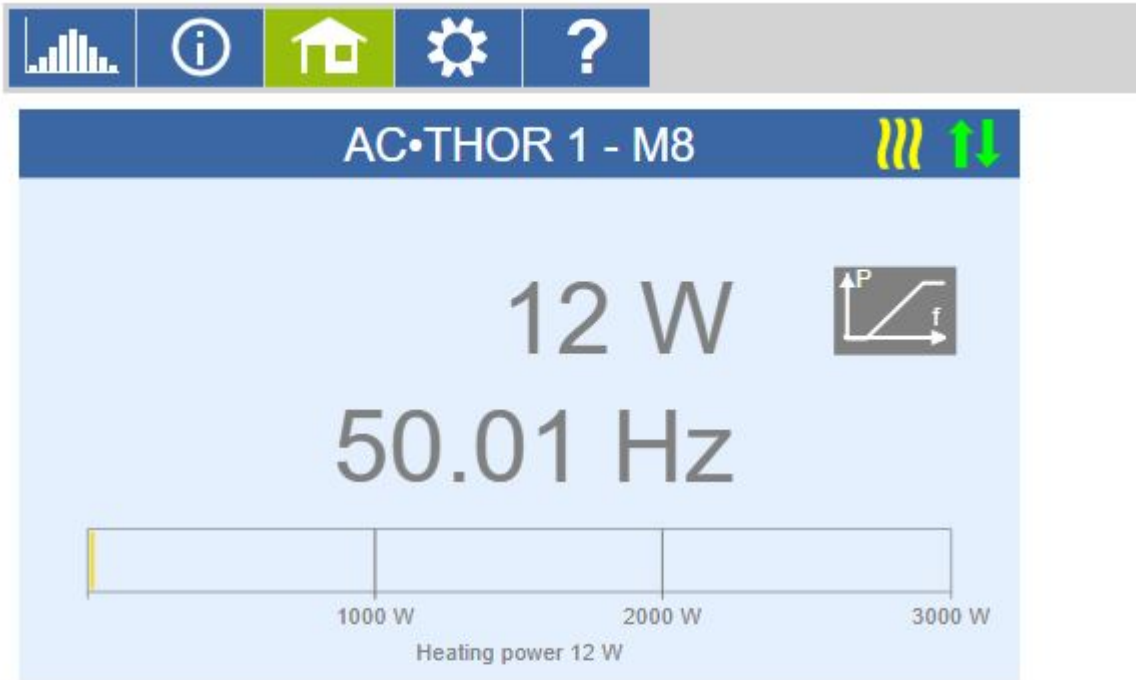 ?
AC•THOR 1 - M8
12 W
P
f
50.01 Hz
1000 W 2000 W 3000 W
Heating power 12 W